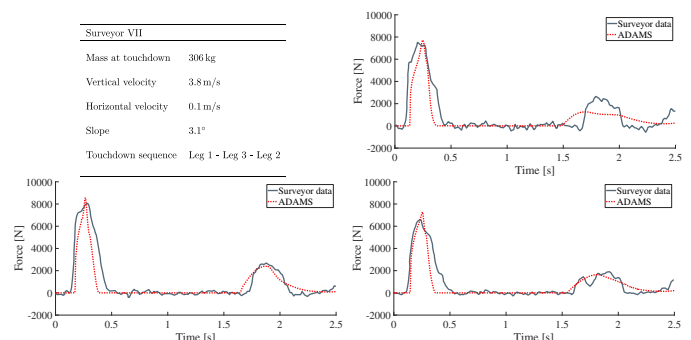 Surveyor VII
Mass at touchdown 306 kg
Vertical velocity 3.8 m/s
Horizontal velocity 0.1 m/s
Slope 3.1°
Touchdown sequence Leg 1 - Leg 3 - Leg 2
10000
8000
6000
4000
2000
0
-2000
Force [N]
Surveyor data
ADAMS
0 0.5 1 1.5 2 2.5
Time [s]
10000
8000
6000
4000
2000
0
-2000
Force [N]
Surveyor data
ADAMS
0 0.5 1 1.5 2 2.5
Time [s]
10000
8000
6000
4000
2000
0
-2000
Force [N]
Surveyor data
ADAMS
0 0.5 1 1.5 2 2.5
Time [s]